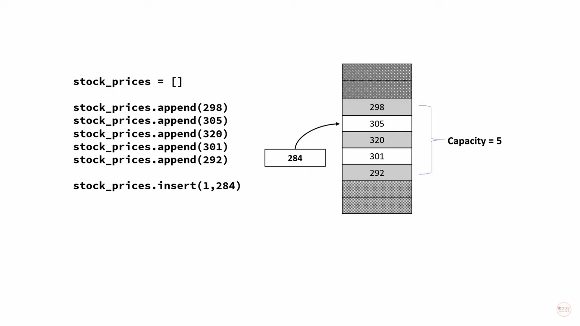 stock_prices = []
stock_prices.append(298)
stock_prices.append(305)
stock_prices.append(320)
stock_prices.append(301)
stock_prices.append(292)
stock_prices.insert(1,284)
284
298
305
320
301
292
Capacity = 5